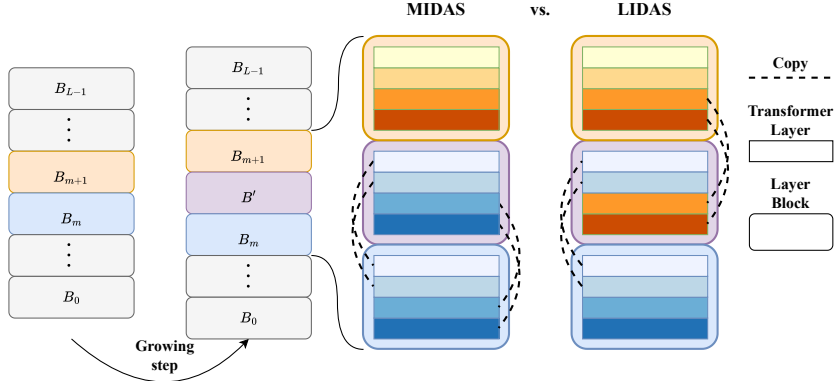 MIDAS vs. LIDAS
B_{L-1}
⋮
B_{m+1}
B_m
⋮
B_0
B_{L-1}
⋮
B_{m+1}
B′
B_m
⋮
B_0
Growing
step
Copy
Transformer
Layer
Layer
Block